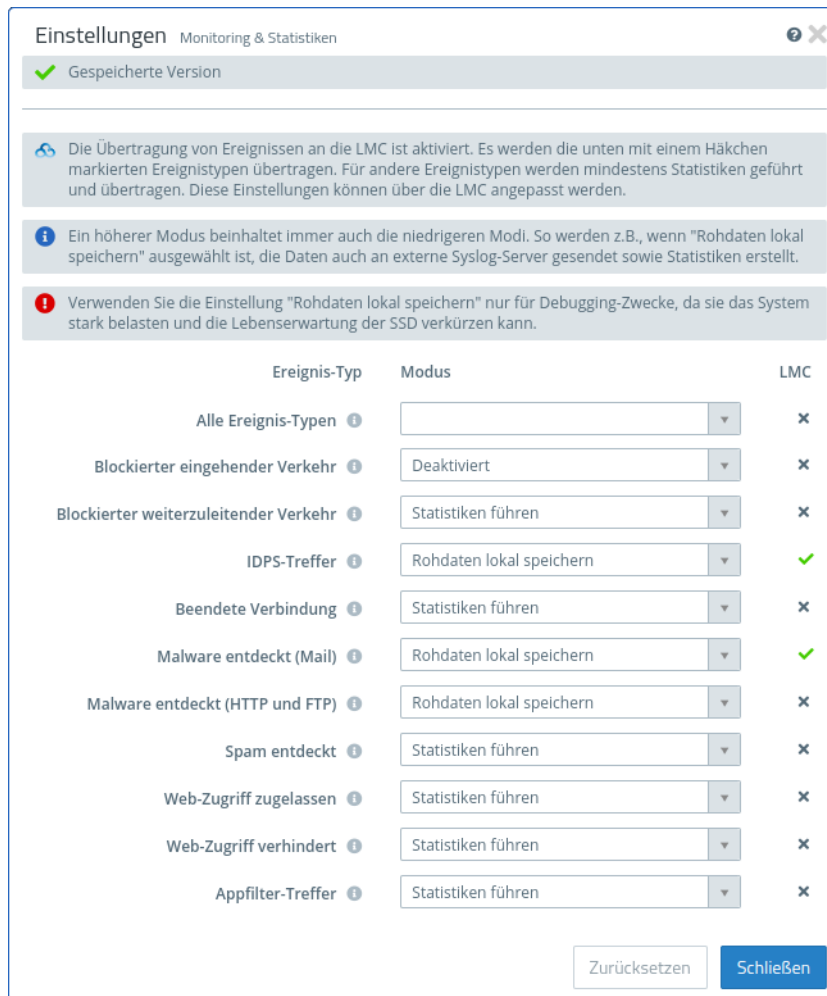 Einstellungen Monitoring & Statistiken
Gespeicherte Version
Die Übertragung von Ereignissen an die LMC ist aktiviert. Es werden die unten mit einem Häkchen
markierten Ereignistypen übertragen. Für andere Ereignistypen werden mindestens Statistiken geführt
und übertragen. Diese Einstellungen können über die LMC angepasst werden.
Ein höherer Modus beinhaltet immer auch die niedrigeren Modi. So werden z.B., wenn "Rohdaten lokal
speichern" ausgewählt ist, die Daten auch an externe Syslog-Server gesendet sowie Statistiken erstellt.
Verwenden Sie die Einstellung "Rohdaten lokal speichern" nur für Debugging-Zwecke, da sie das System
stark belasten und die Lebenserwartung der SSD verkürzen kann.
Ereignis-Typ Modus LMC
Alle Ereignis-Typen
Blockierter eingehender Verkehr Deaktiviert
Blockierter weiterzuleitender Verkehr Statistiken führen
IDPS-Treffer Rohdaten lokal speichern
Beendete Verbindung Statistiken führen
Malware entdeckt (Mail) Rohdaten lokal speichern
Malware entdeckt (HTTP und FTP) Rohdaten lokal speichern
Spam entdeckt Statistiken führen
Web-Zugriff zugelassen Statistiken führen
Web-Zugriff verhindert Statistiken führen
Appfilter-Treffer Statistiken führen
Zurücksetzen Schließen